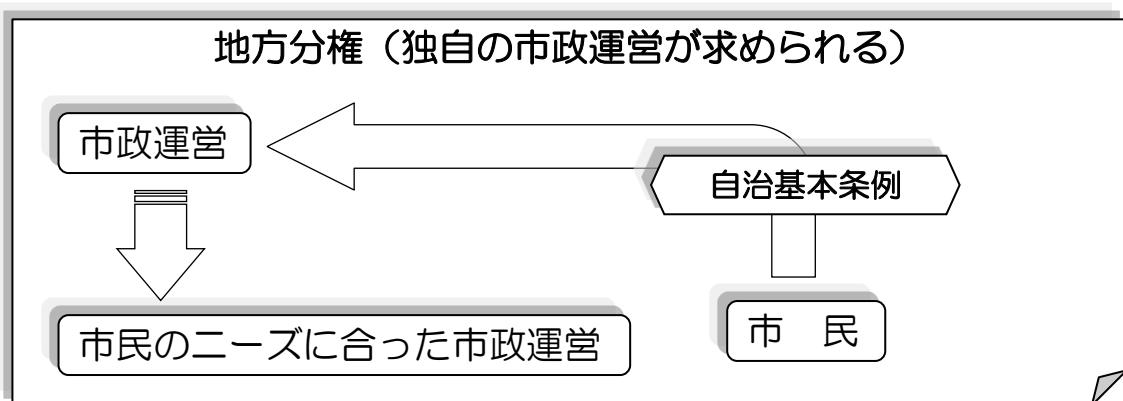 地方分権（独自の市政運営が求められる）
市政運営
自治基本条例
市民のニーズに合った市政運営
市　民